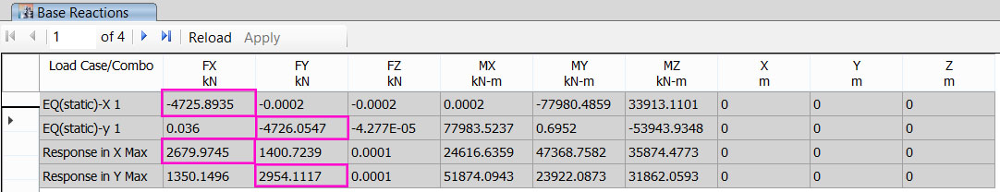 Base Reactions
1 of 4 Reload Apply
Load Case/Combo FX kN FY kN FZ kN MX kN-m MY kN-m MZ kN-m X m Y m Z m
EQ(static)-X 1 -4725.8935 -0.0002 -0.0002 0.0002 -77980.4859 33913.1101 0 0 0
EQ(static)-y 1 0.036 -4726.0547 -4.277E-05 77983.5237 0.6952 -53943.9348 0 0 0
Response in X Max 2679.9745 1400.7239 0.0001 24616.6359 47368.7582 35874.4773 0 0 0
Response in Y Max 1350.1496 2954.1117 0.0001 51874.0943 23922.0873 31862.0593 0 0 0